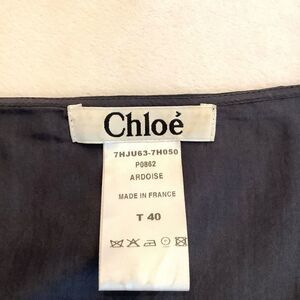 Chloé
7HJU63-7H050
P0862
ARDOISE
MADE IN FRANCE
T 40